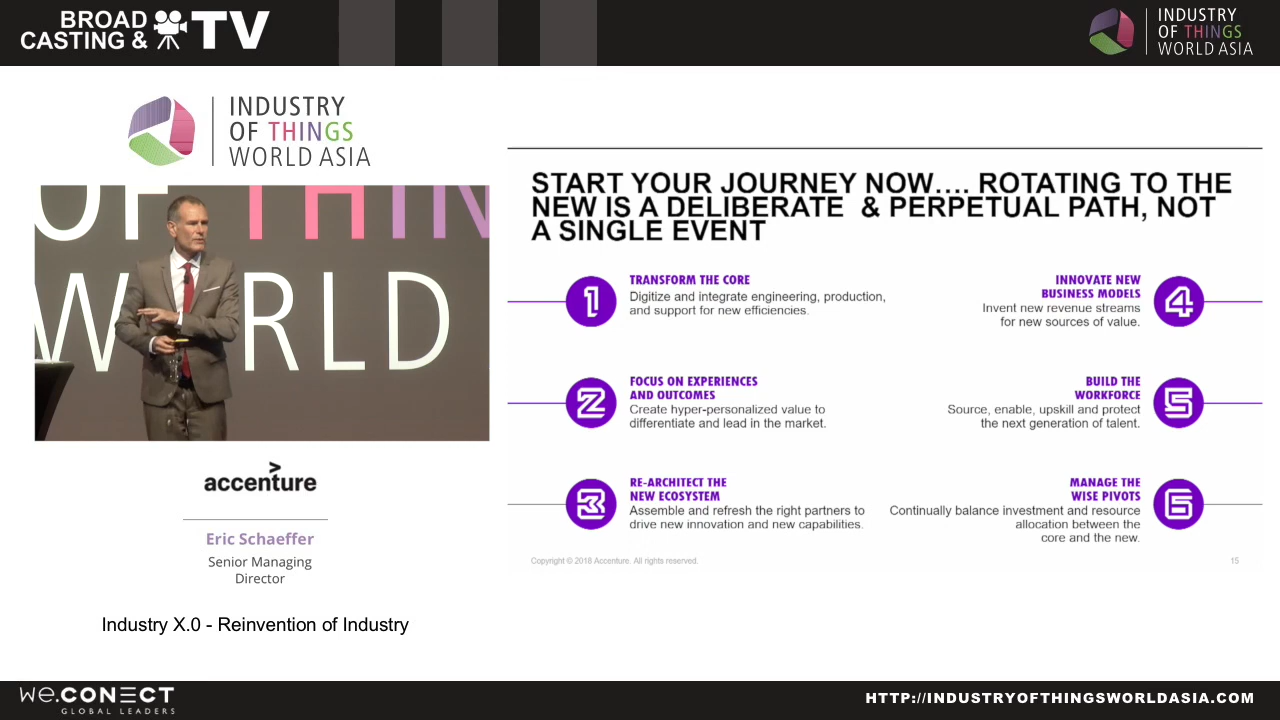 BROAD
CASTING & TV
INDUSTRY
OF THINGS
WORLD ASIA
INDUSTRY
OF THINGS
WORLD ASIA
OF THIN
W RLD
accenture
Eric Schaeffer
Senior Managing
Director
Industry X.0 - Reinvention of Industry
START YOUR JOURNEY NOW.... ROTATING TO THE
NEW IS A DELIBERATE & PERPETUAL PATH, NOT
A SINGLE EVENT
1
TRANSFORM THE CORE
Digitize and integrate engineering, production,
and support for new efficiencies.
2
FOCUS ON EXPERIENCES
AND OUTCOMES
Create hyper-personalized value to
differentiate and lead in the market.
3
RE-ARCHITECT THE
NEW ECOSYSTEM
Assemble and refresh the right partners to
drive new innovation and new capabilities.
INNOVATE NEW
BUSINESS MODELS
Invent new revenue streams
for new sources of value.
4
BUILD THE
WORKFORCE
Source, enable, upskill and protect
the next generation of talent.
5
MANAGE THE
WISE PIVOTS
Continually balance investment and resource
allocation between the
core and the new.
6
Copyright © 2018 Accenture. All rights reserved.
15
we.CONECT
GLOBAL LEADERS
HTTP://INDUSTRYOFTHINGSWORLDASIA.COM